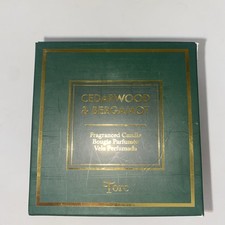 CEDARWOOD
& BERGAMOT
Fragranced Candle
Bougie Parfumée
Vela Perfumada